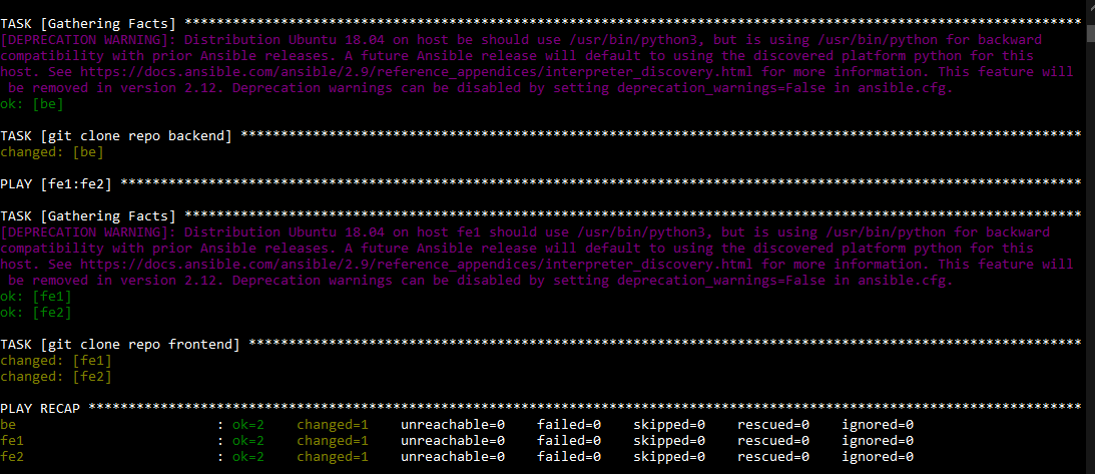 TASK [Gathering Facts] ****************************************************************************************************************
[DEPRECATION WARNING]: Distribution Ubuntu 18.04 on host be should use /usr/bin/python3, but is using /usr/bin/python for backward
compatibility with prior Ansible releases. A future Ansible release will default to using the discovered platform python for this
host. See https://docs.ansible.com/ansible/2.9/reference_appendices/interpreter_discovery.html for more information. This feature will
 be removed in version 2.12. Deprecation warnings can be disabled by setting deprecation_warnings=False in ansible.cfg.
ok: [be]
TASK [git clone repo backend] *********************************************************************************************************
changed: [be]
PLAY [fe1:fe2] ************************************************************************************************************************
TASK [Gathering Facts] ****************************************************************************************************************
[DEPRECATION WARNING]: Distribution Ubuntu 18.04 on host fe1 should use /usr/bin/python3, but is using /usr/bin/python for backward
compatibility with prior Ansible releases. A future Ansible release will default to using the discovered platform python for this
host. See https://docs.ansible.com/ansible/2.9/reference_appendices/interpreter_discovery.html for more information. This feature will
 be removed in version 2.12. Deprecation warnings can be disabled by setting deprecation_warnings=False in ansible.cfg.
ok: [fe1]
ok: [fe2]
TASK [git clone repo frontend] ********************************************************************************************************
changed: [fe1]
changed: [fe2]
PLAY RECAP ****************************************************************************************************************************
be                         : ok=2    changed=1    unreachable=0    failed=0    skipped=0    rescued=0    ignored=0
fe1                        : ok=2    changed=1    unreachable=0    failed=0    skipped=0    rescued=0    ignored=0
fe2                        : ok=2    changed=1    unreachable=0    failed=0    skipped=0    rescued=0    ignored=0